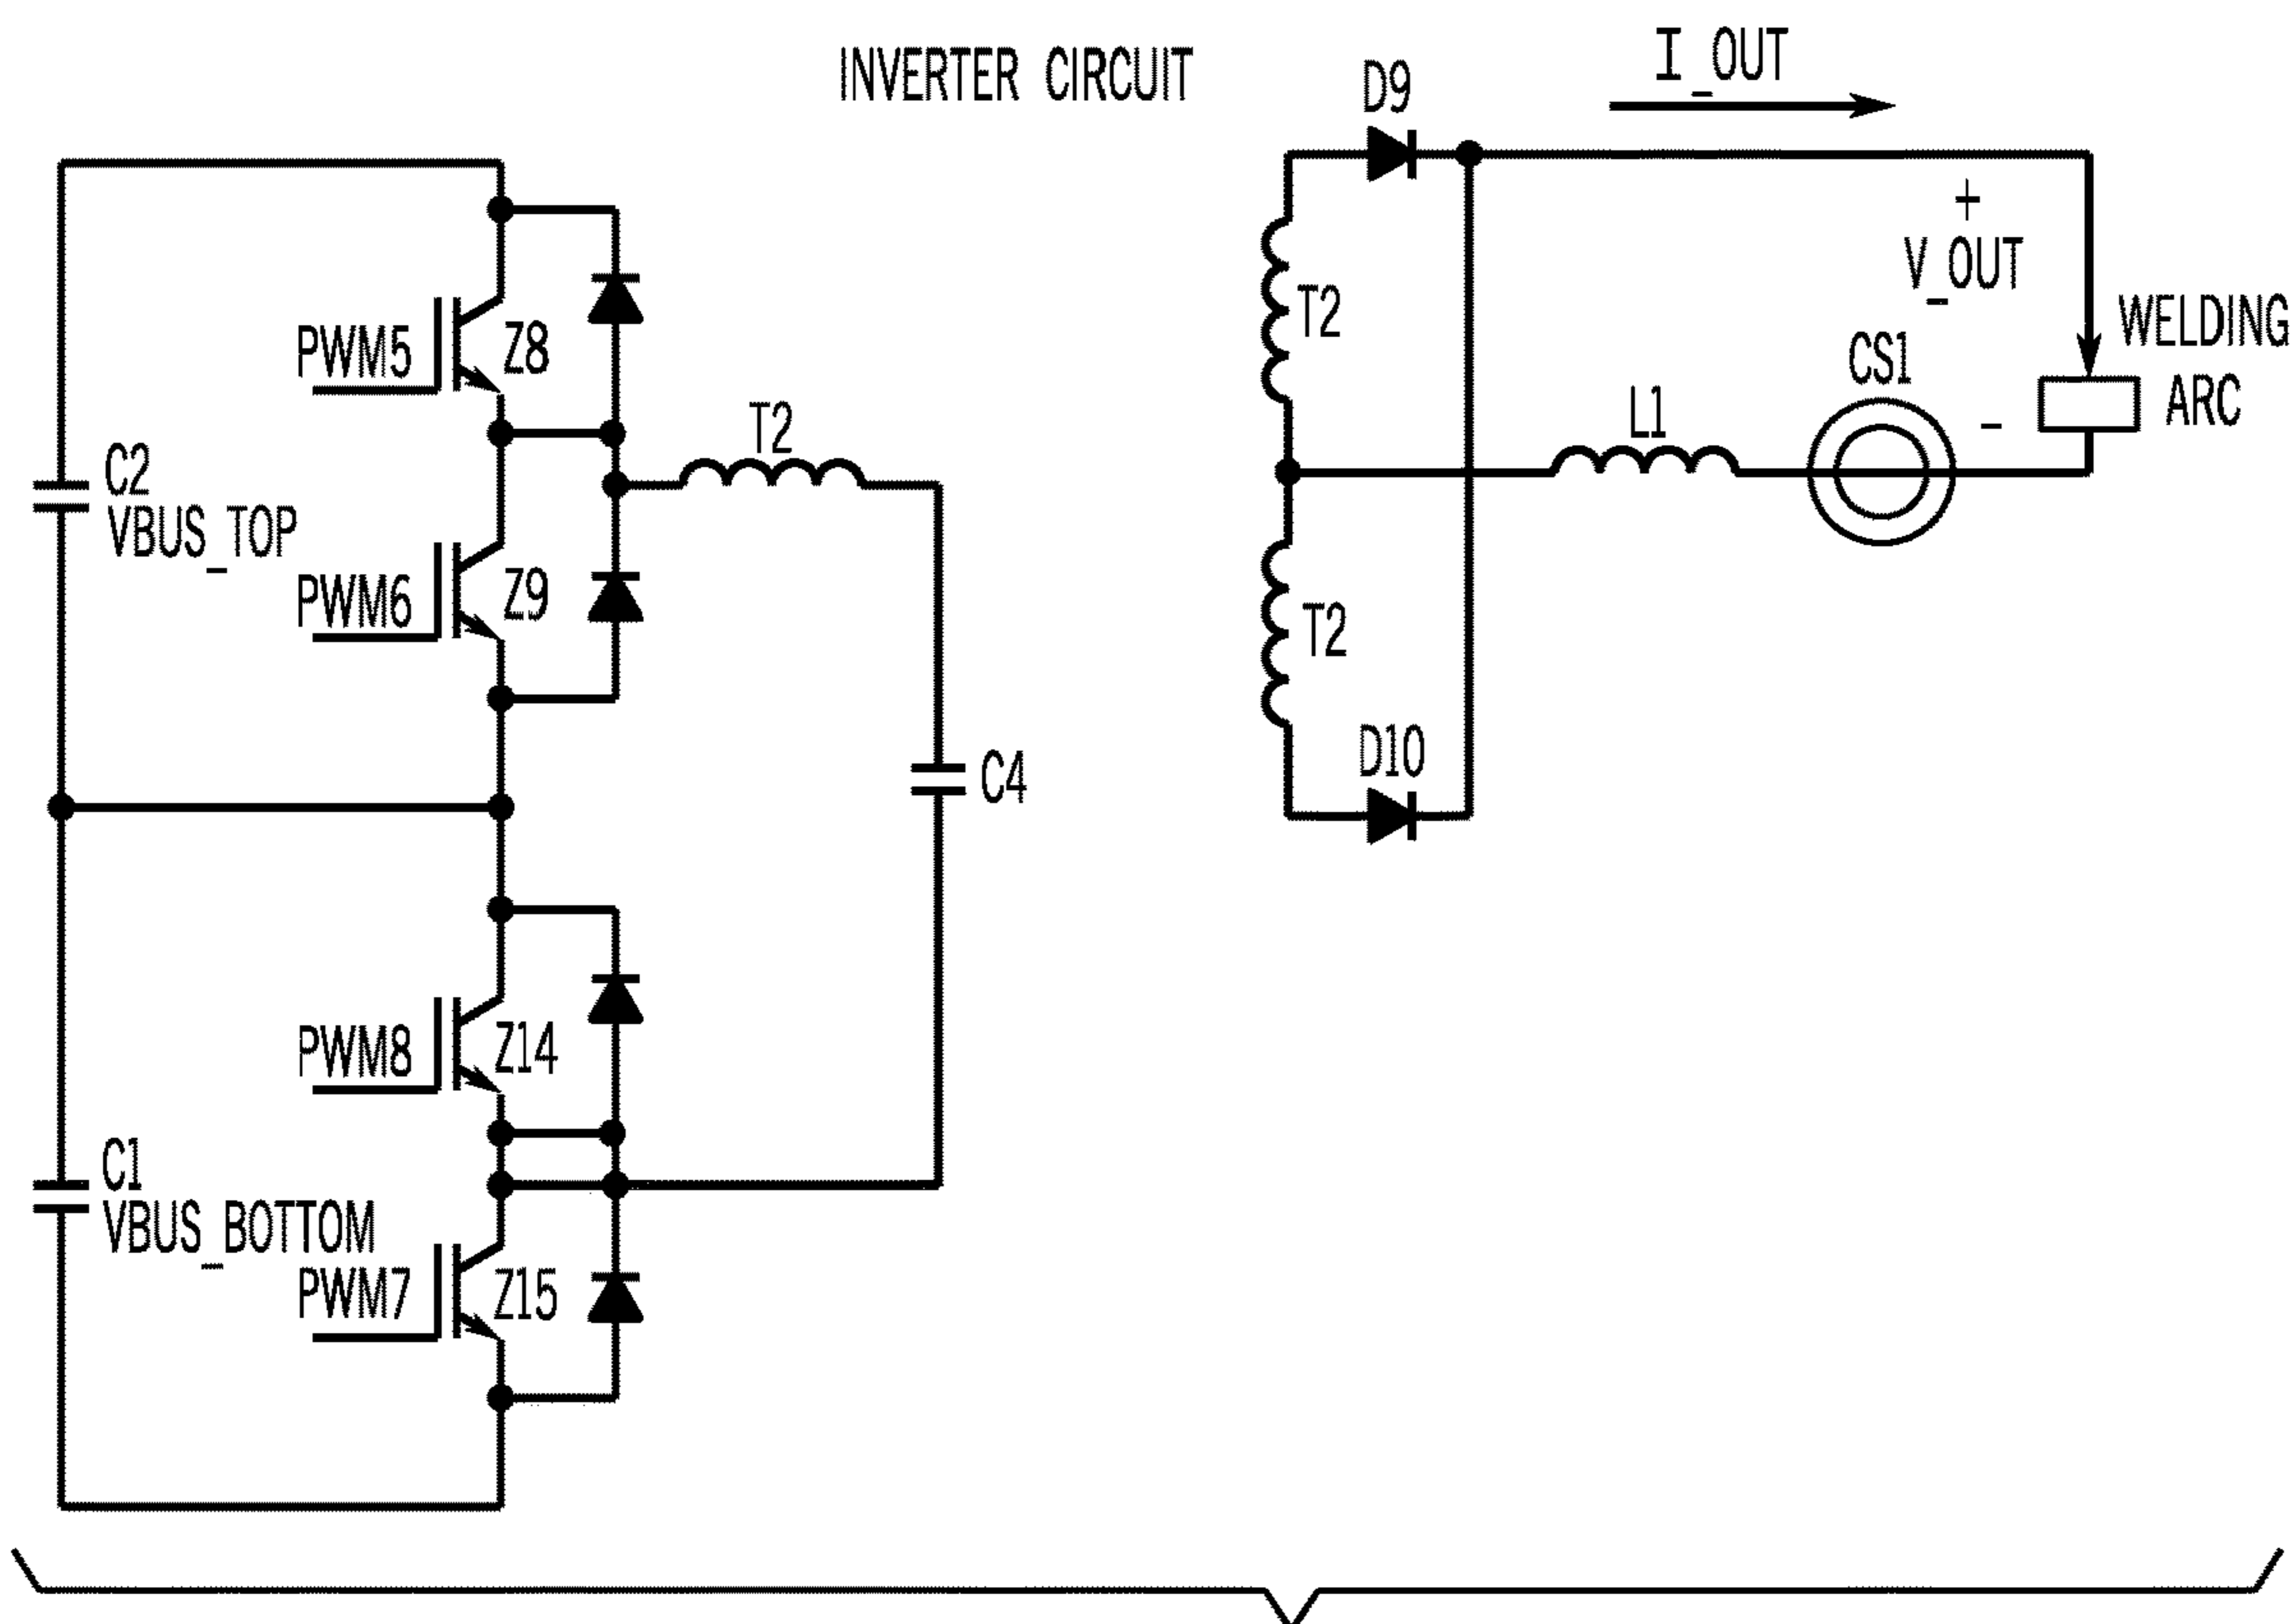 INVERTER CIRCUIT
I_OUT
D9
+
V_OUT
WELDING
ARC
-
CS1
L1
T2
T2
D10
PWM5
Z8
T2
C2
VBUS_TOP
PWM6
Z9
C4
PWM8
Z14
C1
VBUS_BOTTOM
PWM7
Z15